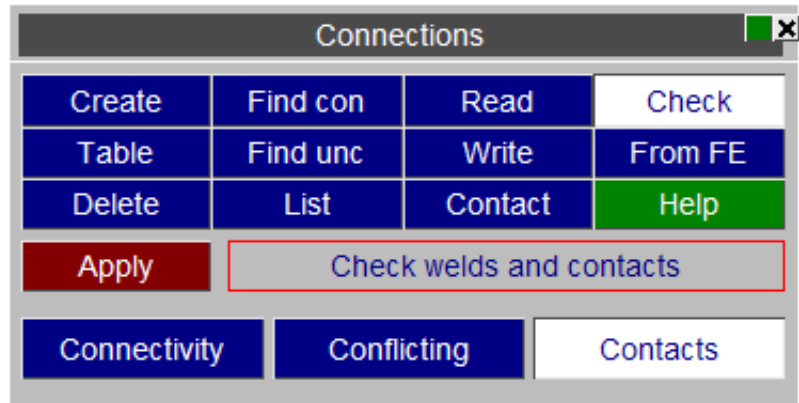 Connections
Create Find con Read Check
Table Find unc Write From FE
Delete List Contact Help
Apply Check welds and contacts
Connectivity Conflicting Contacts